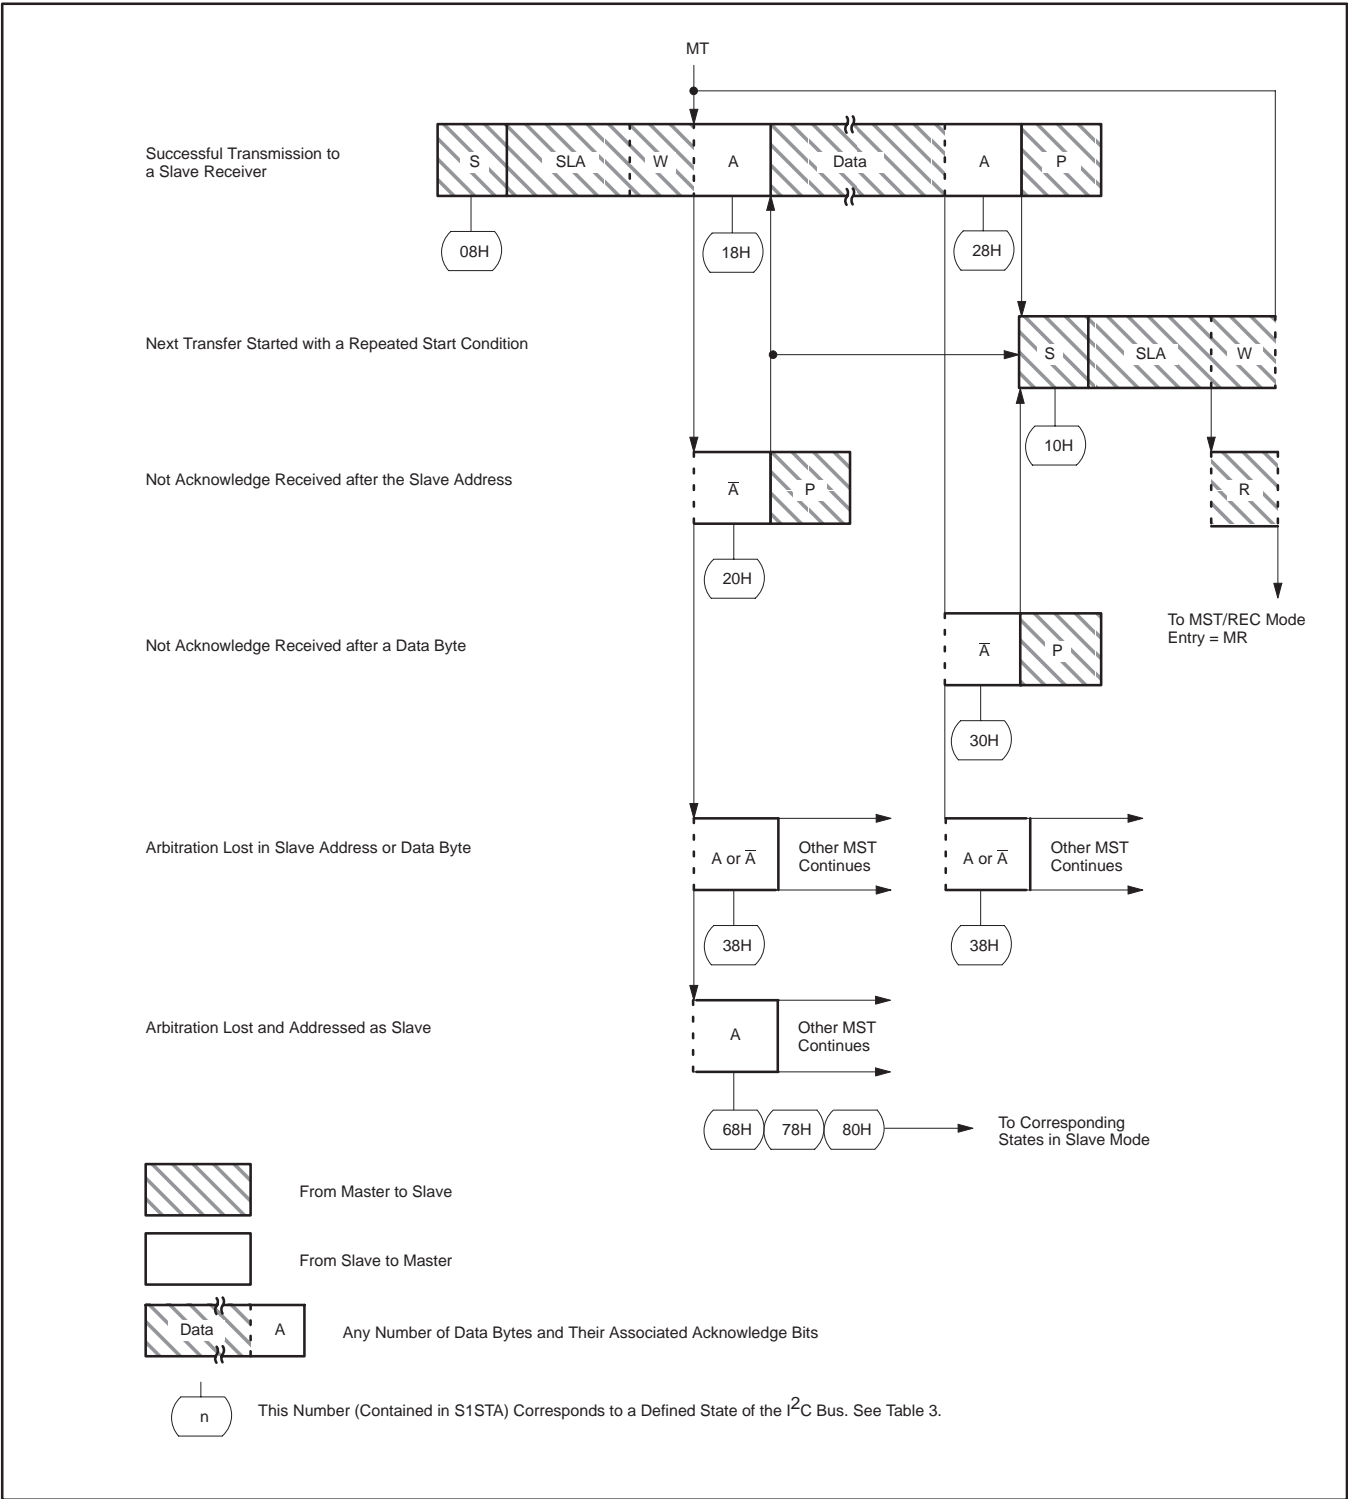 MT
Successful Transmission to
a Slave Receiver
S SLA W A Data A P
08H 18H 28H
Next Transfer Started with a Repeated Start Condition
S SLA W
10H
Not Acknowledge Received after the Slave Address
A̅ P R
20H
To MST/REC Mode
Entry = MR
Not Acknowledge Received after a Data Byte
A̅ P
30H
Arbitration Lost in Slave Address or Data Byte
A or A̅ Other MST
Continues
A or A̅ Other MST
Continues
38H 38H
Arbitration Lost and Addressed as Slave
A Other MST
Continues
68H 78H 80H
To Corresponding
States in Slave Mode
From Master to Slave
From Slave to Master
Data A Any Number of Data Bytes and Their Associated Acknowledge Bits
n This Number (Contained in S1STA) Corresponds to a Defined State of the I²C Bus. See Table 3.